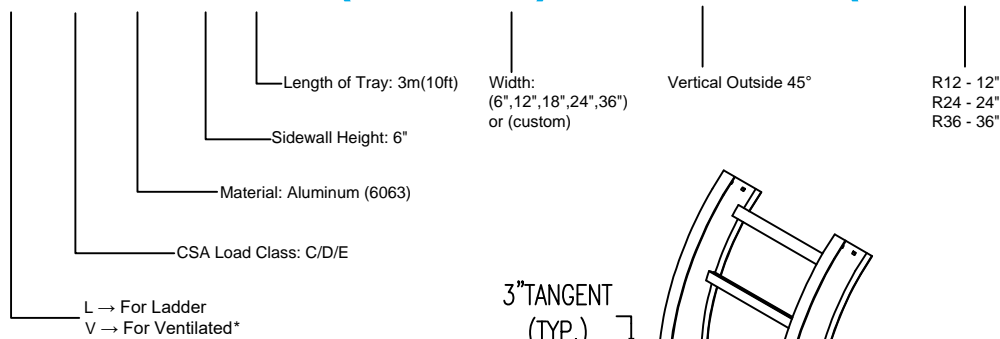 Length of Tray: 3m(10ft)
Width:
(6",12",18",24",36")
or (custom)
Vertical Outside 45°
R12 - 12"
R24 - 24"
R36 - 36"
Sidewall Height: 6"
Material: Aluminum (6063)
CSA Load Class: C/D/E
L → For Ladder
V → For Ventilated*
3"TANGENT
(TYP.)